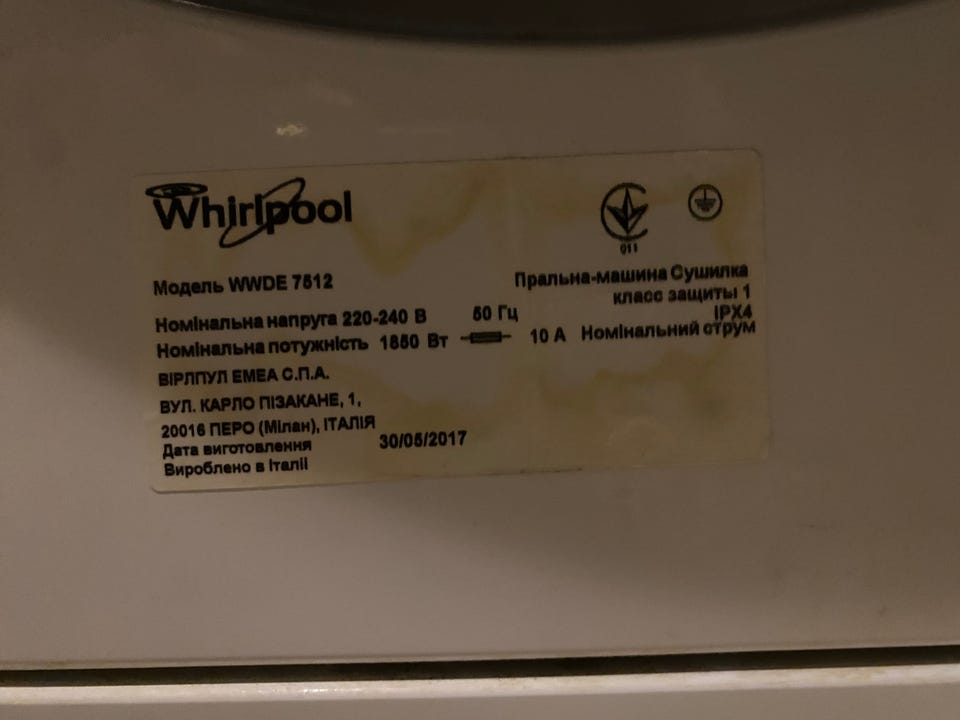 Whirlpool
011
Модель WWDE 7512
Пральна-машина Сушилка
класс защиты 1
IPX4
Номінальна напруга 220-240 В 50 Гц
Номінальна потужність 1850 Вт 10 А Номінальний струм
ВІРЛПУЛ ЕМЕА С.П.А.
ВУЛ. КАРЛО ПІЗАКАНЕ, 1,
20016 ПЕРО (Мілан), ІТАЛІЯ
Дата виготовлення 30/05/2017
Вироблено в Італії